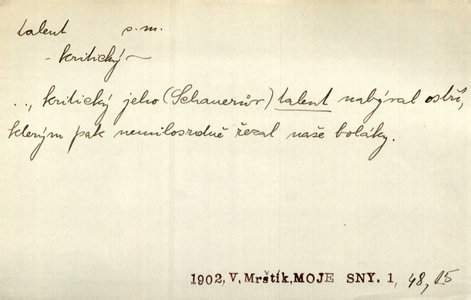 talent s.m.
- kritický ~
..., kritický jeho (Schauerův) talent nabýval ostří,
kterým pak nemilosrdně řezal naše boláky.
1902, V, Mrštík, MOJE SNY. 1, 48, 15